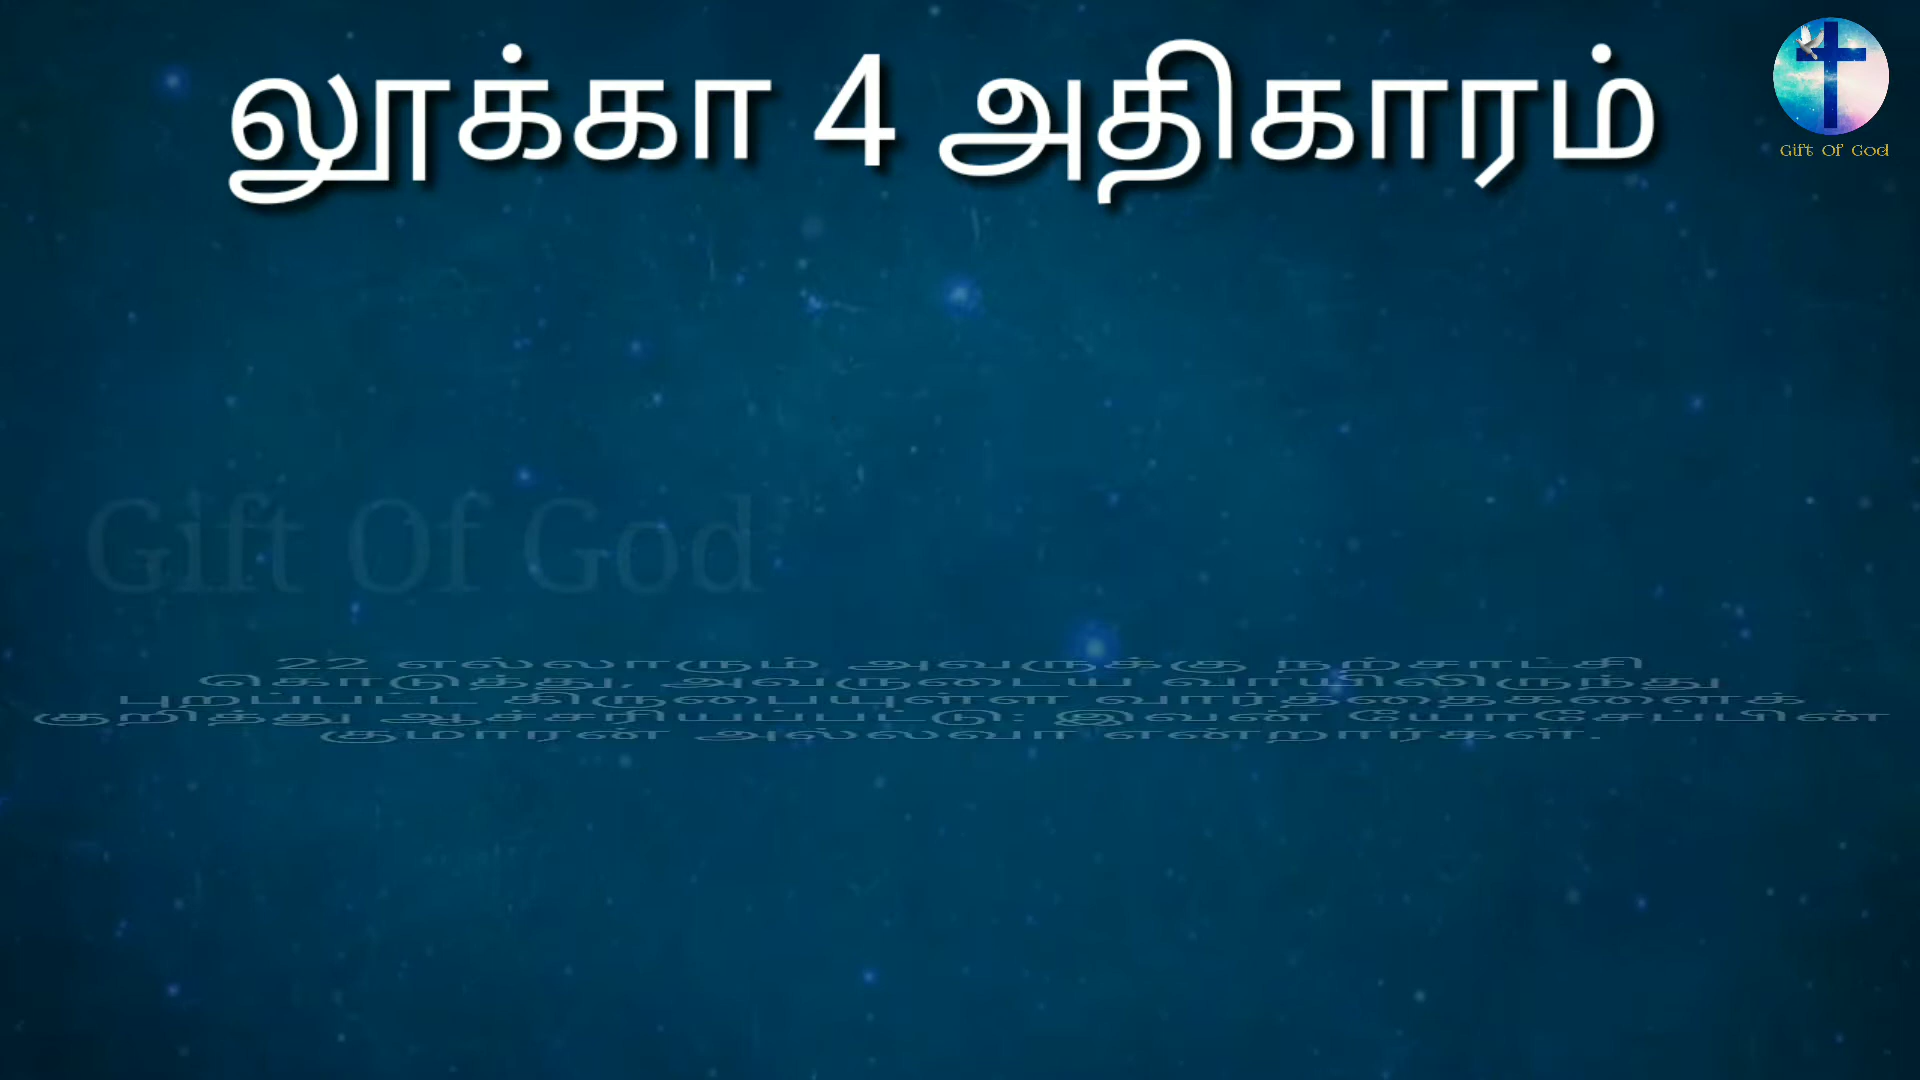 லூக்கா 4 அதிகாரம்
Gift Of God
Gift Of God
22 எல்லாரும் அவருக்கு நற்சாட்சி
கொடுத்து, அவருடைய வாயிலிருந்து
புறப்பட்ட கிருபையுள்ள வார்த்தைகளைக்
குறித்து ஆச்சரியப்பட்டு: இவன் யோசேப்பின்
குமாரன் அல்லவா என்றார்கள்.